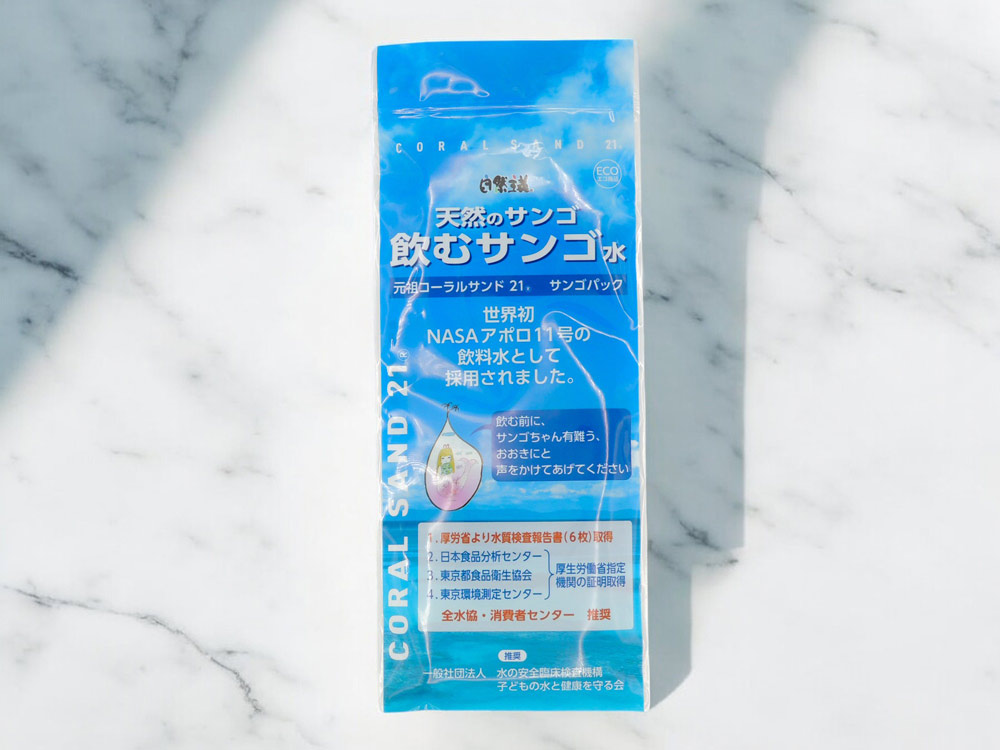 CORAL SAND 21
ECO
自然主義
天然のサンゴ
飲むサンゴ水
元祖コーラルサンド 21® サンゴパック
世界初
NASAアポロ11号の
飲料水として
採用されました。
飲む前に、
サンゴちゃん有難う、
おおきにと
声をかけてあげてください
CORAL SAND 21®
1.厚労省より水質検査報告書(6枚)取得
2.日本食品分析センター
3.東京都食品衛生協会
4.東京環境測定センター
厚生労働省指定
機関の証明取得
全水協・消費者センター 推奨
推奨
一般社団法人 水の安全臨床検査機構
子どもの水と健康を守る会